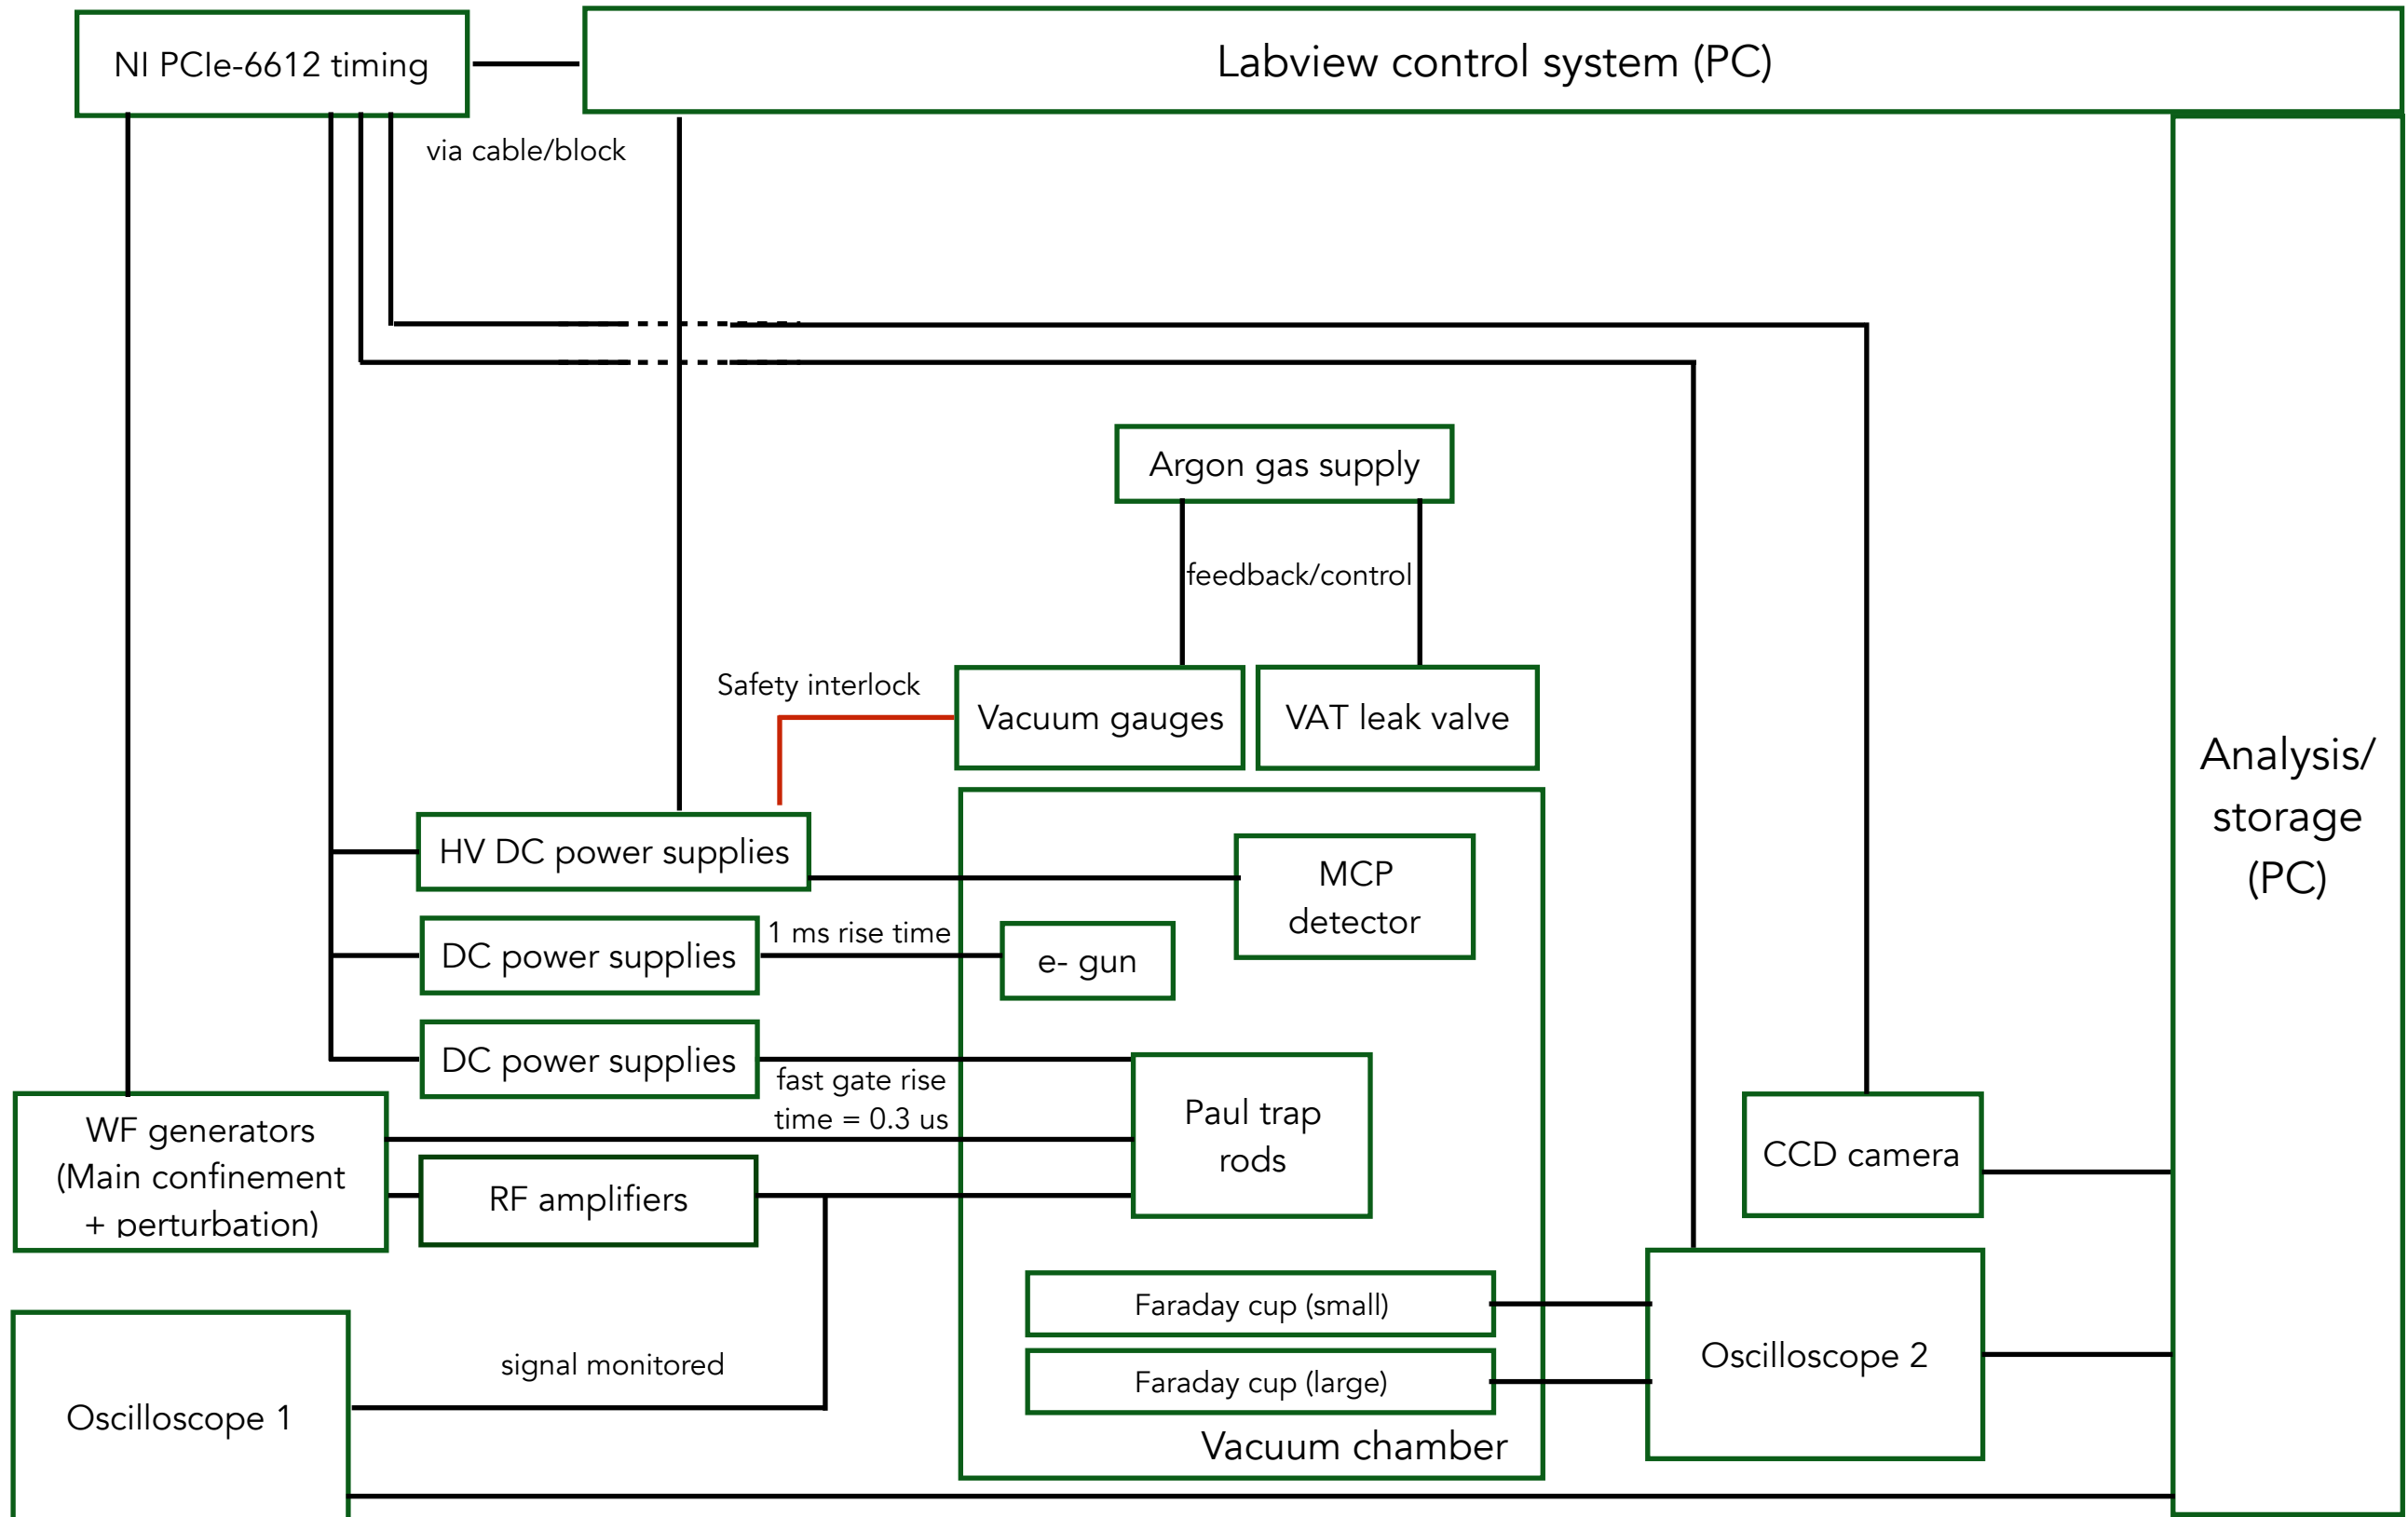 NI PCIe-6612 timing
Labview control system (PC)
via cable/block
Argon gas supply
feedback/control
Safety interlock
Vacuum gauges
VAT leak valve
Analysis/
storage
(PC)
HV DC power supplies
MCP
detector
DC power supplies
1 ms rise time
e- gun
DC power supplies
fast gate rise
time = 0.3 us
Paul trap
rods
WF generators
(Main confinement
+ perturbation)
RF amplifiers
CCD camera
Faraday cup (small)
Faraday cup (large)
Oscilloscope 2
signal monitored
Oscilloscope 1
Vacuum chamber